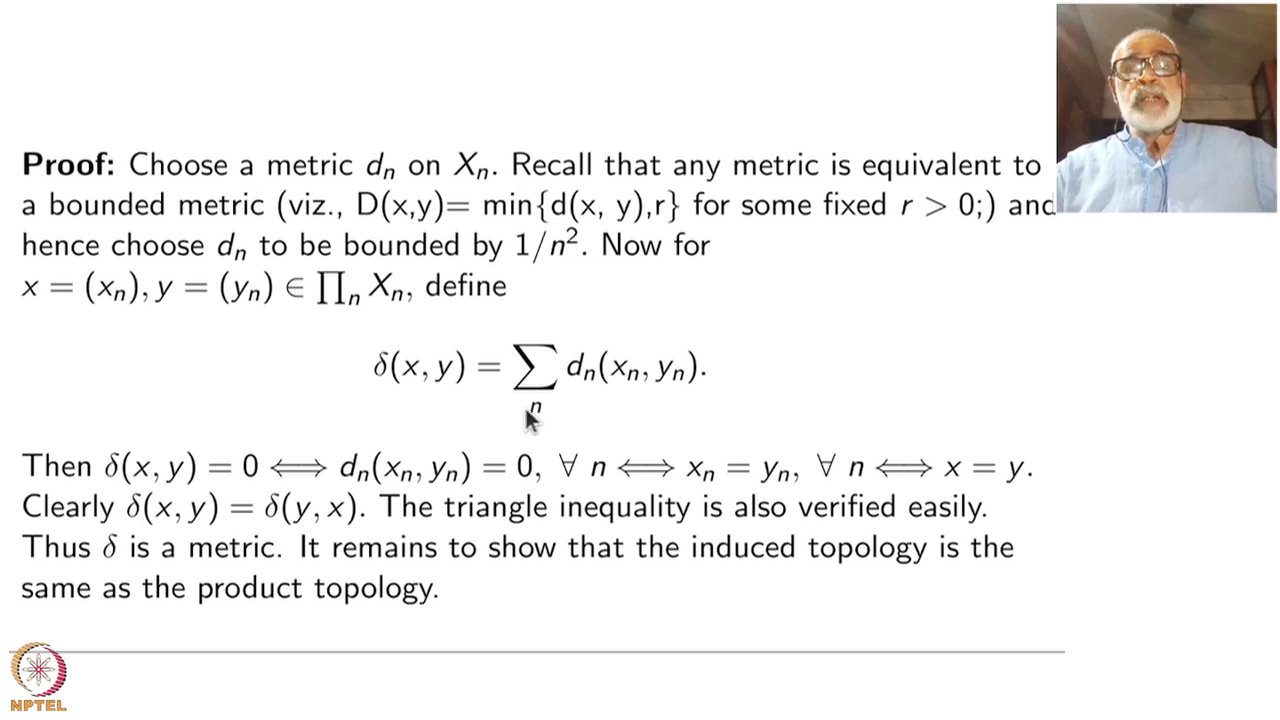 Proof: Choose a metric dₙ on Xₙ. Recall that any metric is equivalent to
a bounded metric (viz., D(x,y)= min{d(x, y),r} for some fixed r > 0;) and
hence choose dₙ to be bounded by 1/n². Now for
x = (xₙ), y = (yₙ) ∈ ∏ₙ Xₙ, define
δ(x, y) = ∑ₙ dₙ(xₙ, yₙ).
Then δ(x, y) = 0 ⟺ dₙ(xₙ, yₙ) = 0, ∀ n ⟺ xₙ = yₙ, ∀ n ⟺ x = y.
Clearly δ(x, y) = δ(y, x). The triangle inequality is also verified easily.
Thus δ is a metric. It remains to show that the induced topology is the
same as the product topology.
NPTEL